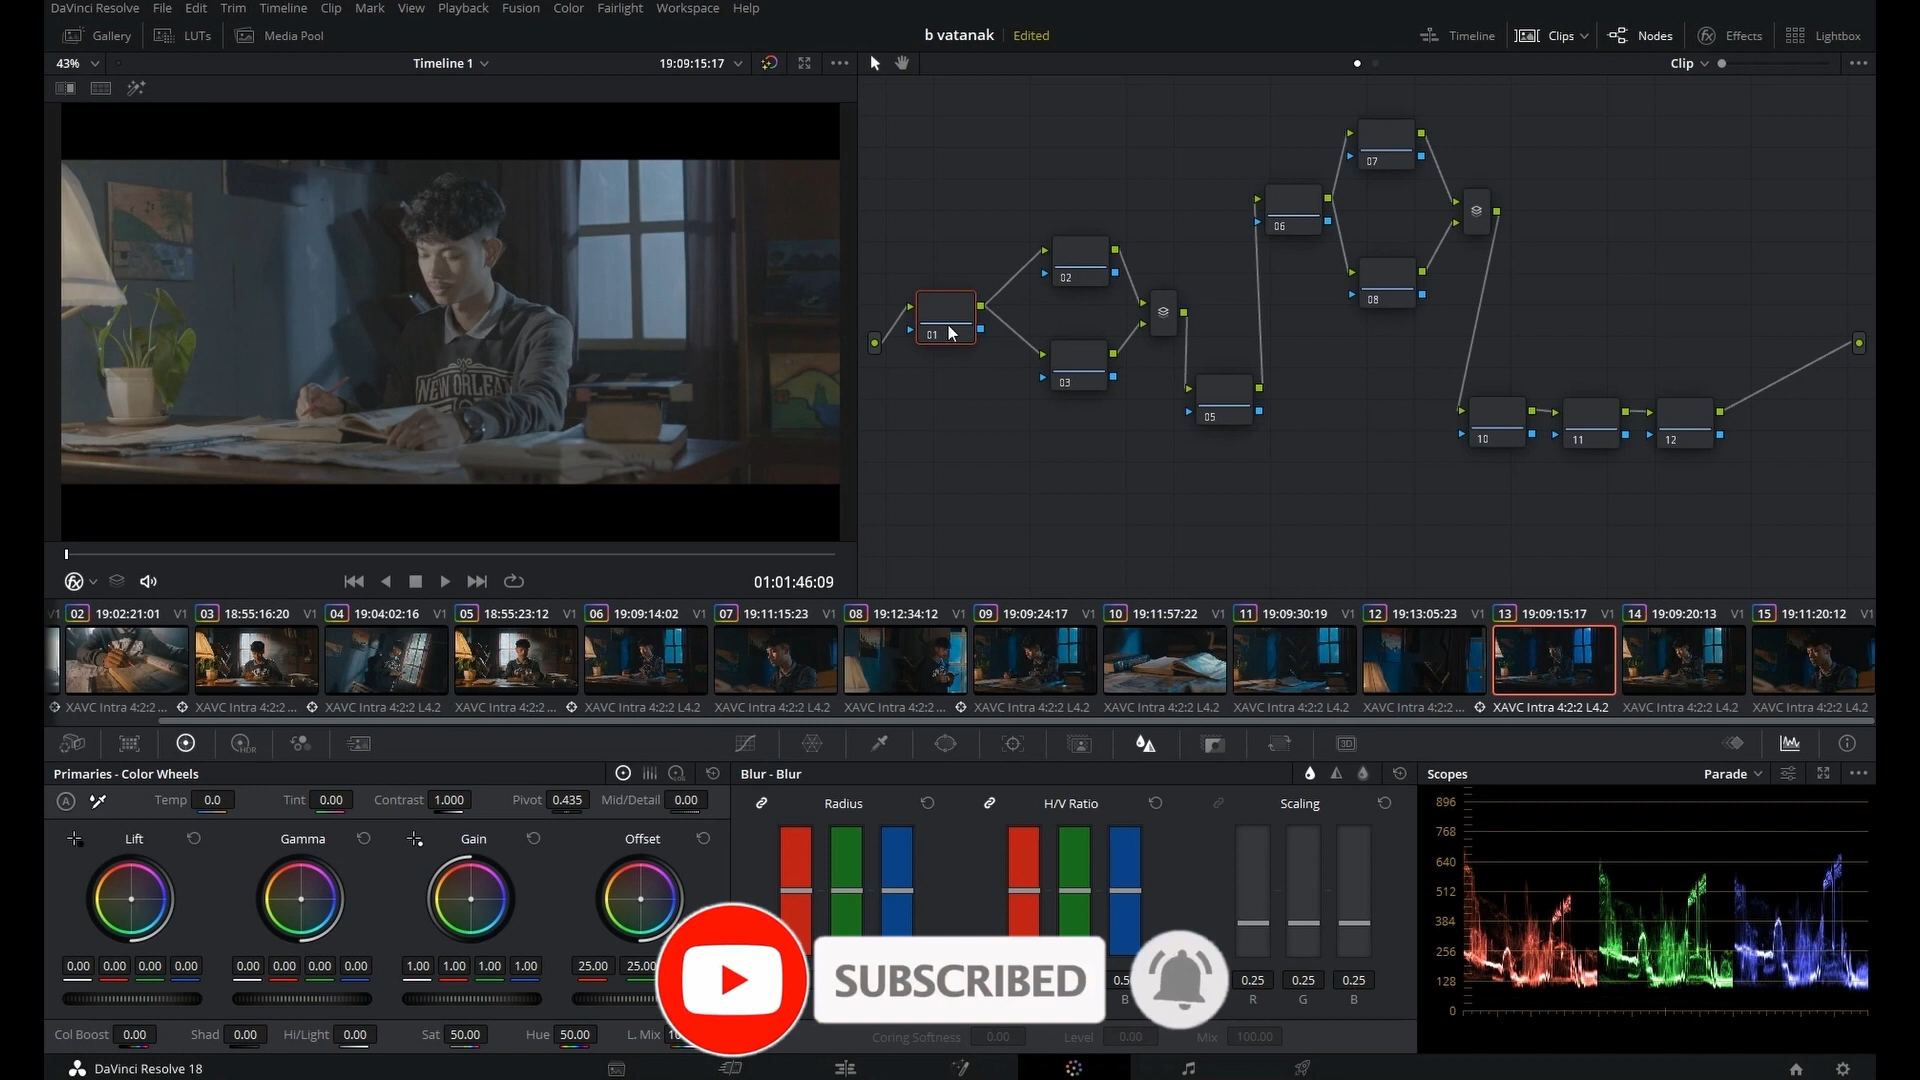 DaVinci Resolve File Edit Trim Timeline Clip Mark View Playback Fusion Color Fairlight Workspace Help
Gallery LUTs Media Pool b vatanak Edited Timeline Clips Nodes Effects Lightbox
43% Timeline 1 19:09:15:17 Clip
07
06
02
08
01
NEW ORLEAN
03
05
10 11 12
01:01:46:09
V1 02 19:02:21:01 V1 03 18:55:16:20 V1 04 19:04:02:16 V1 05 18:55:23:12 V1 06 19:09:14:02 V1 07 19:11:15:23 V1 08 19:12:34:12 V1 09 19:09:24:17 V1 10 19:11:57:22 V1 11 19:09:30:19 V1 12 19:13:05:23 V1 13 19:09:15:17 V1 14 19:09:20:13 V1 15 19:11:20:12 V1
XAVC Intra 4:2:2 ... XAVC Intra 4:2:2 ... XAVC Intra 4:2:2 L4.2 XAVC Intra 4:2:2 ... XAVC Intra 4:2:2 L4.2 XAVC Intra 4:2:2 L4.2 XAVC Intra 4:2:2 ... XAVC Intra 4:2:2 L4.2 XAVC Intra 4:2:2 L4.2 XAVC Intra 4:2:2 L4.2 XAVC Intra 4:2:2 ... XAVC Intra 4:2:2 L4.2 XAVC Intra 4:2:2 L4.2 XAVC Intra 4:2:2 L4.2
HDR 3D
Primaries - Color Wheels Blur - Blur Scopes Parade
A Temp 0.0 Tint 0.00 Contrast 1.000 Pivot 0.435 Mid/Detail 0.00 Radius H/V Ratio Scaling 896
768
Lift Gamma Gain Offset
640
512
384
256
0.00 0.00 0.00 0.00 0.00 0.00 0.00 0.00 1.00 1.00 1.00 1.00 25.00 25.00 0.5 0.25 0.25 0.25 128
SUBSCRIBED B R G B
0
Col Boost 0.00 Shad 0.00 Hi/Light 0.00 Sat 50.00 Hue 50.00 L. Mix Coring Softness 0.00 Level 0.00 Mix 100.00
DaVinci Resolve 18